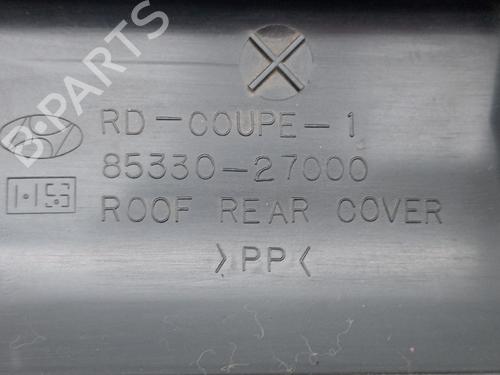 B-PARTS
RD-COUPE-1
85330-27000
ROOF REAR COVER
>PP<